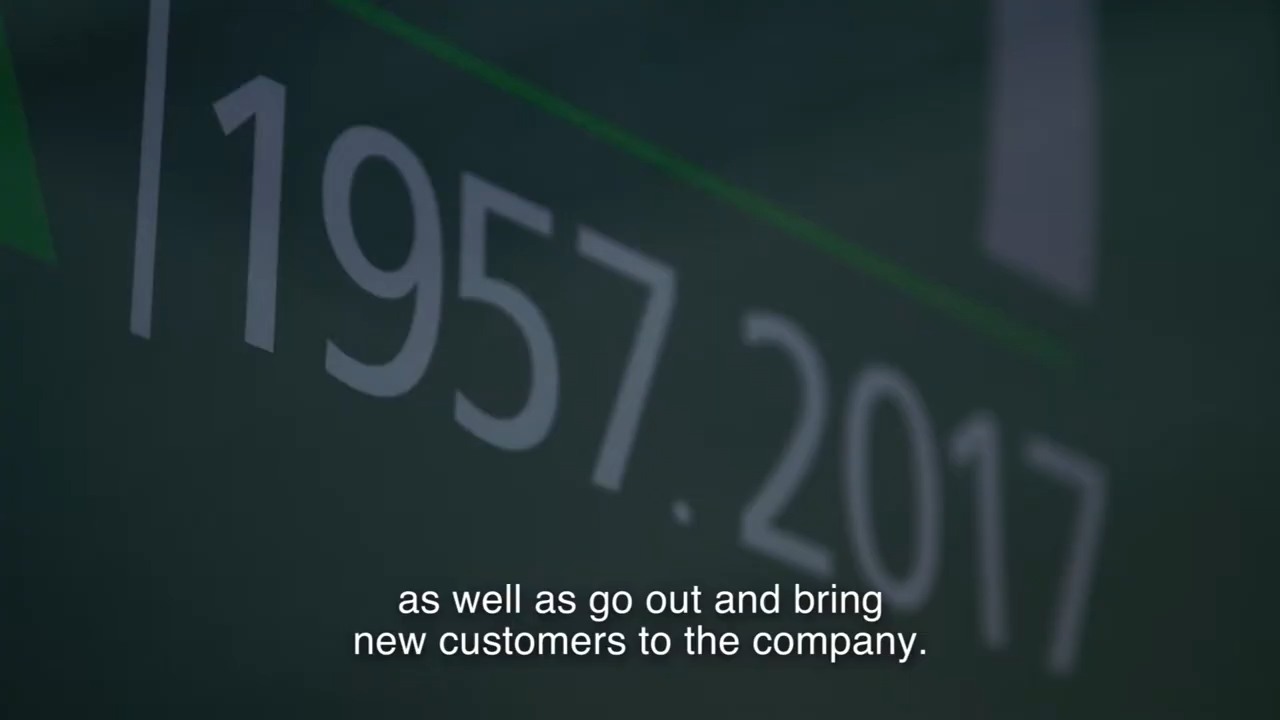 1957.2017
as well as go out and bring
new customers to the company.